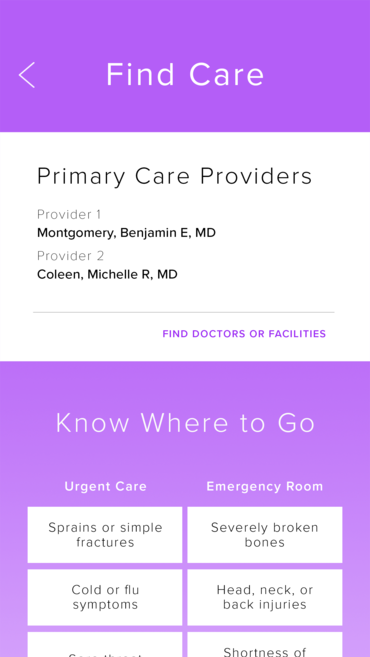 Find Care
Primary Care Providers
Provider 1
Montgomery, Benjamin E, MD
Provider 2
Coleen, Michelle R, MD
FIND DOCTORS OR FACILITIES
Know Where to Go
Urgent Care
Emergency Room
Sprains or simple
fractures
Severely broken
bones
Cold or flu
symptoms
Head, neck, or
back injuries
Sore throat
Shortness of